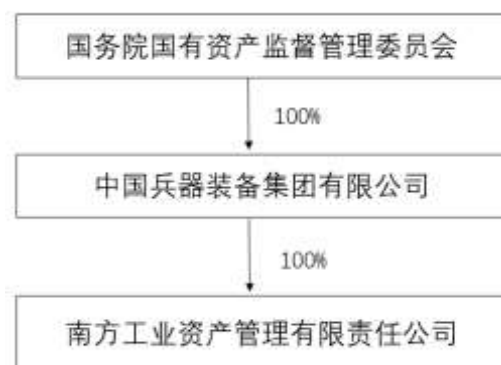 国务院国有资产监督管理委员会
100%
中国兵器装备集团有限公司
100%
南方工业资产管理有限责任公司